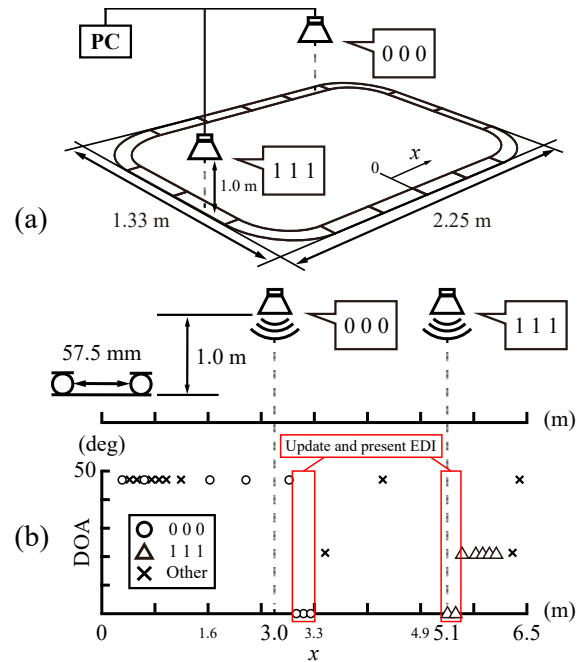 (a)
PC
0 0 0
1 1 1
1.0 m
0
x
1.33 m
2.25 m
0 0 0
1 1 1
57.5 mm
1.0 m
(m)
(deg)
Update and present EDI
50
(b)
DOA
0 0 0
1 1 1
Other
(m)
0 1.6 3.0 3.3 4.9 5.1 6.5
x